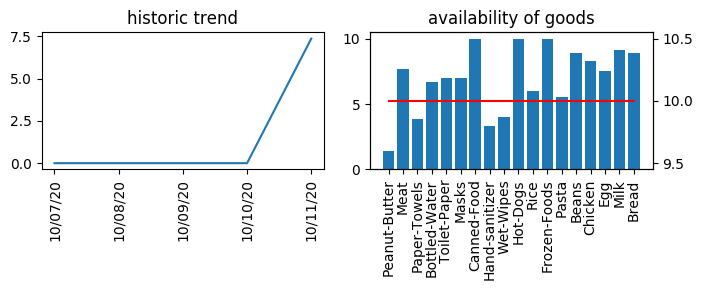 historic trend
7.5
5.0
2.5
0.0
10/07/20
10/08/20
10/09/20
10/10/20
10/11/20
availability of goods
10
5
0
10.5
10.0
9.5
Peanut-Butter
Meat
Paper-Towels
Bottled-Water
Toilet-Paper
Masks
Canned-Food
Hand-sanitizer
Wet-Wipes
Hot-Dogs
Rice
Frozen-Foods
Pasta
Beans
Chicken
Egg
Milk
Bread